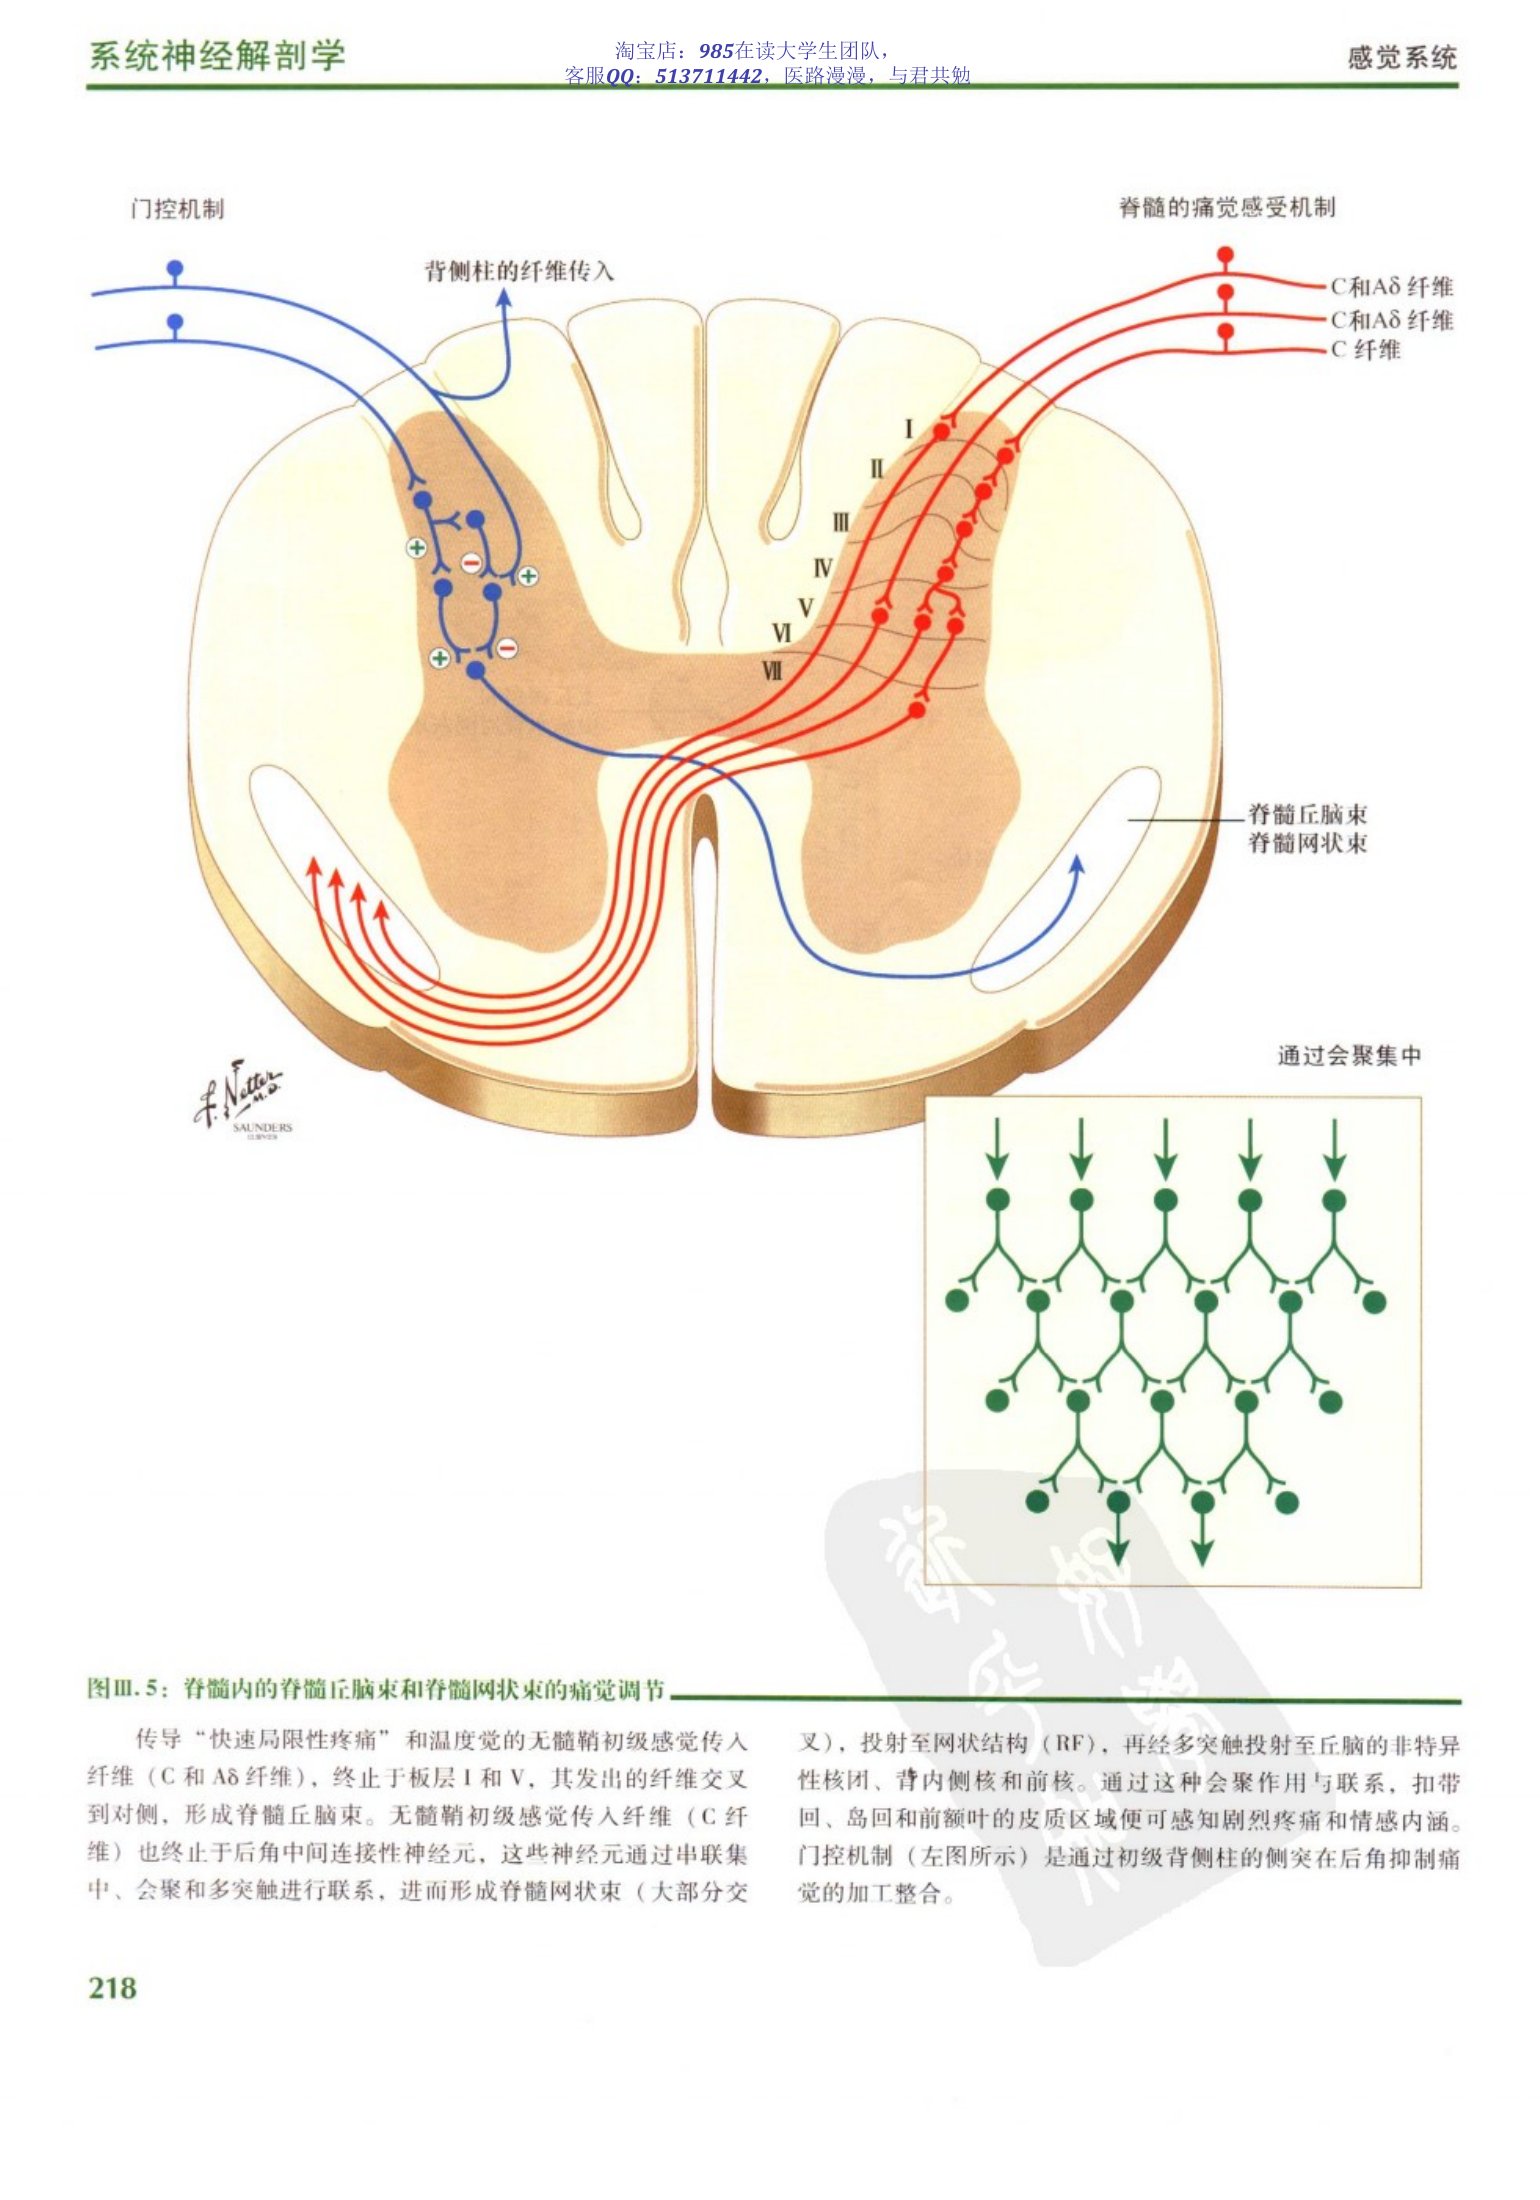 系统神经解剖学
淘宝店：985在读大学生团队，
客服QQ：513711442，医路漫漫，与君共勉
感觉系统
门控机制
脊髓的痛觉感受机制
背侧柱的纤维传入
C和Aδ 纤维
C和Aδ 纤维
C 纤维
I
II
III
IV
V
VI
VII
脊髓丘脑束
脊髓网状束
F. Netter
M.D.
SAUNDERS
通过会聚集中
图III.5：脊髓内的脊髓丘脑束和脊髓网状束的痛觉调节
传导“快速局限性疼痛” 和温度觉的无髓鞘初级感觉传入
纤维（C 和 Aδ 纤维），终止于板层 I 和 V，其发出的纤维交叉
到对侧，形成脊髓丘脑束。无髓鞘初级感觉传入纤维（C 纤
维）也终止于后角中间连接性神经元，这些神经元通过串联集
中、会聚和多突触进行联系，进而形成脊髓网状束（大部分交
叉），投射至网状结构（RF），再经多突触投射至丘脑的非特异
性核团、背内侧核和前核。通过这种会聚作用与联系，扣带
回、岛回和前额叶的皮质区域便可感知剧烈疼痛和情感内涵。
门控机制（左图所示）是通过初级背侧柱的侧突在后角抑制痛
觉的加工整合。
218